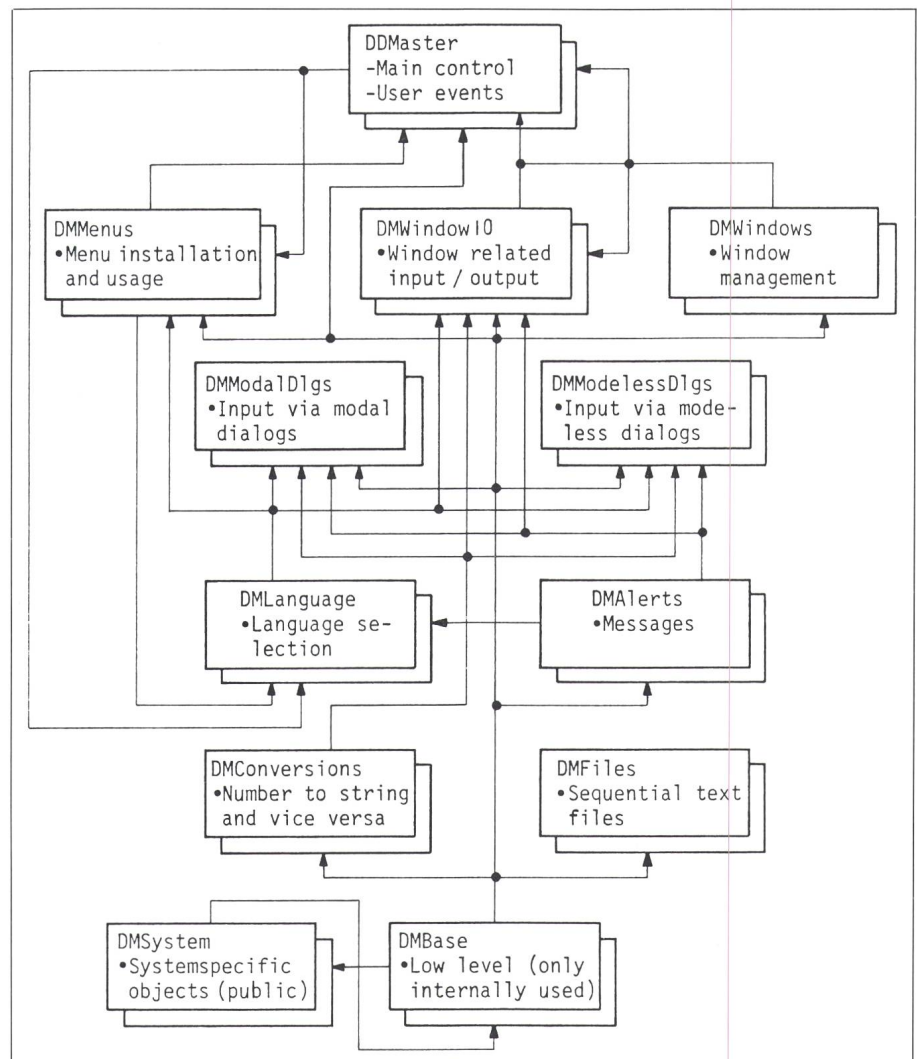 DDMaster
-Main control
-User events
DMMenus
•Menu installation
and usage
DMWindowIO
•Window related
input / output
DMWindows
•Window
management
DMModalDlgs
•Input via modal
dialogs
DMModelessDlgs
•Input via mode-
less dialogs
DMLanguage
•Language se-
lection
DMAlerts
•Messages
DMConversions
•Number to string
and vice versa
DMFiles
•Sequential text
files
DMSystem
•Systemspecific
objects (public)
DMBase
•Low level (only
internally used)